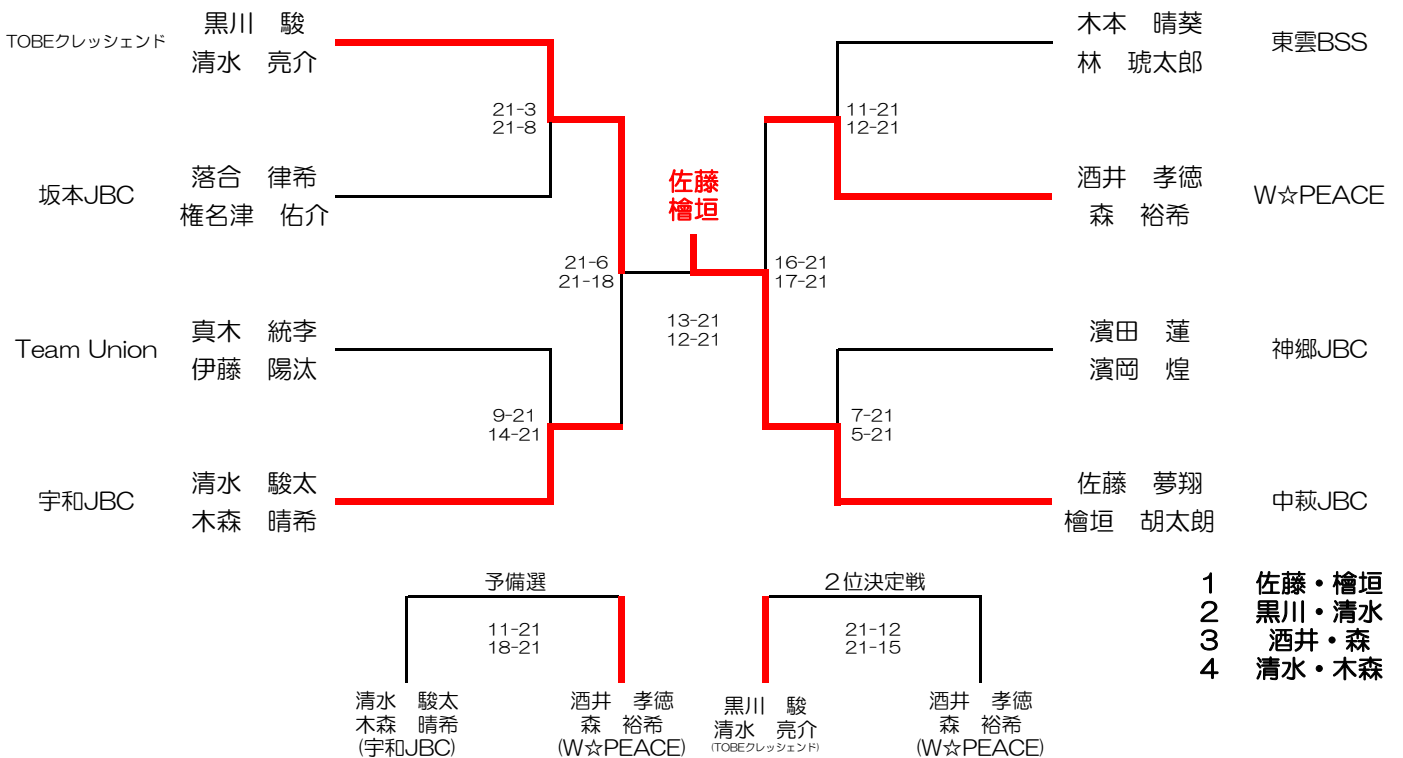 TOBEクレッシェンド
黒川　駿
清水　亮介
21-3
21-8
坂本JBC
落合　律希
権名津　佑介
21-6
21-18
Team Union
真木　統李
伊藤　陽汰
9-21
14-21
宇和JBC
清水　駿太
木森　晴希
佐藤
檜垣
13-21
12-21
木本　晴葵
林　琥太郎
東雲BSS
11-21
12-21
酒井　孝徳
森　裕希
W☆PEACE
16-21
17-21
濱田　蓮
濱岡　煌
神郷JBC
7-21
5-21
佐藤　夢翔
檜垣　胡太朗
中萩JBC
予備選
11-21
18-21
清水　駿太
木森　晴希
(宇和JBC)
酒井　孝徳
森　裕希
(W☆PEACE)
２位決定戦
21-12
21-15
黒川　駿
清水　亮介
(TOBEクレッシェンド)
酒井　孝徳
森　裕希
(W☆PEACE)
1 佐藤・檜垣
2 黒川・清水
3 酒井・森
4 清水・木森